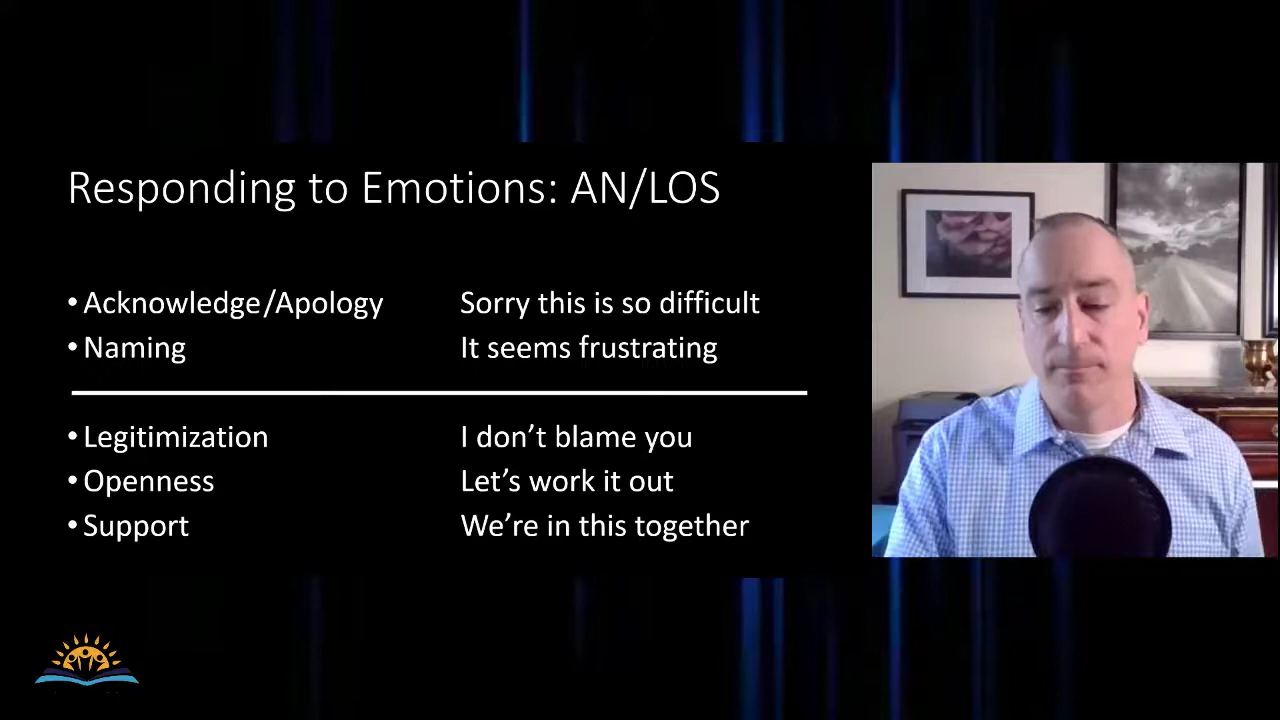 Responding to Emotions: AN/LOS
• Acknowledge/Apology Sorry this is so difficult
• Naming It seems frustrating
• Legitimization I don’t blame you
• Openness Let’s work it out
• Support We’re in this together